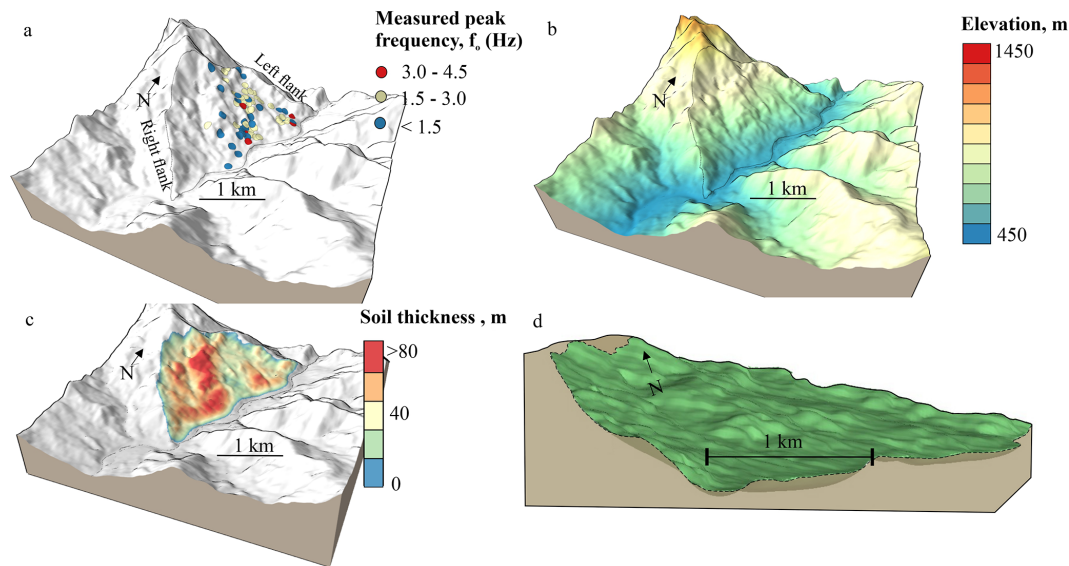 a
Measured peak
frequency, fₒ (Hz)
3.0 - 4.5
1.5 - 3.0
< 1.5
Left flank
N
Right flank
1 km
b
Elevation, m
1450
450
N
1 km
c
Soil thickness , m
>80
40
0
N
1 km
d
N
1 km